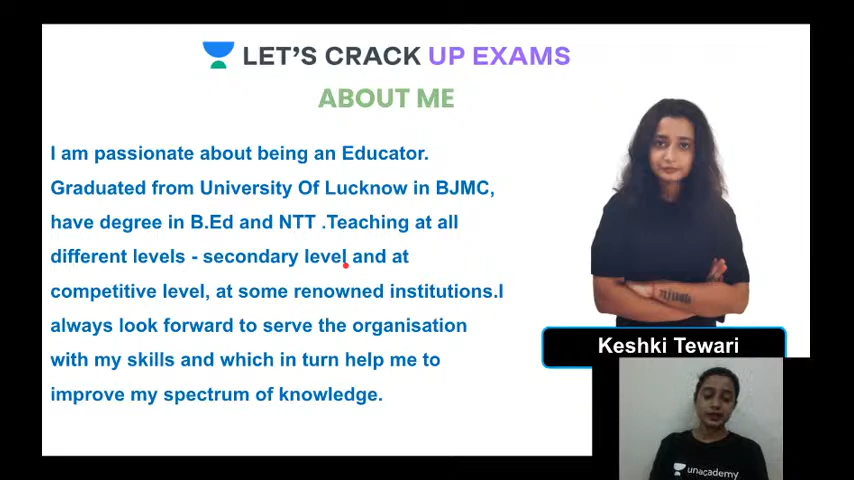 LET'S CRACK UP EXAMS
ABOUT ME
I am passionate about being an Educator.
Graduated from University Of Lucknow in BJMC,
have degree in B.Ed and NTT .Teaching at all
different levels - secondary level and at
competitive level, at some renowned institutions.I
always look forward to serve the organisation
with my skills and which in turn help me to
improve my spectrum of knowledge.
Keshki Tewari
unacademy